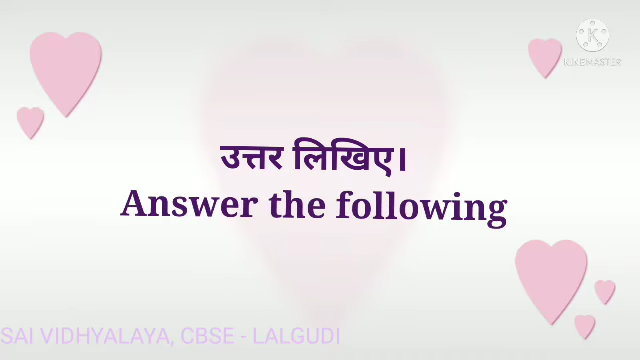 KINEMASTER
उत्तर लिखिए।
Answer the following
SAI VIDHYALAYA, CBSE - LALGUDI